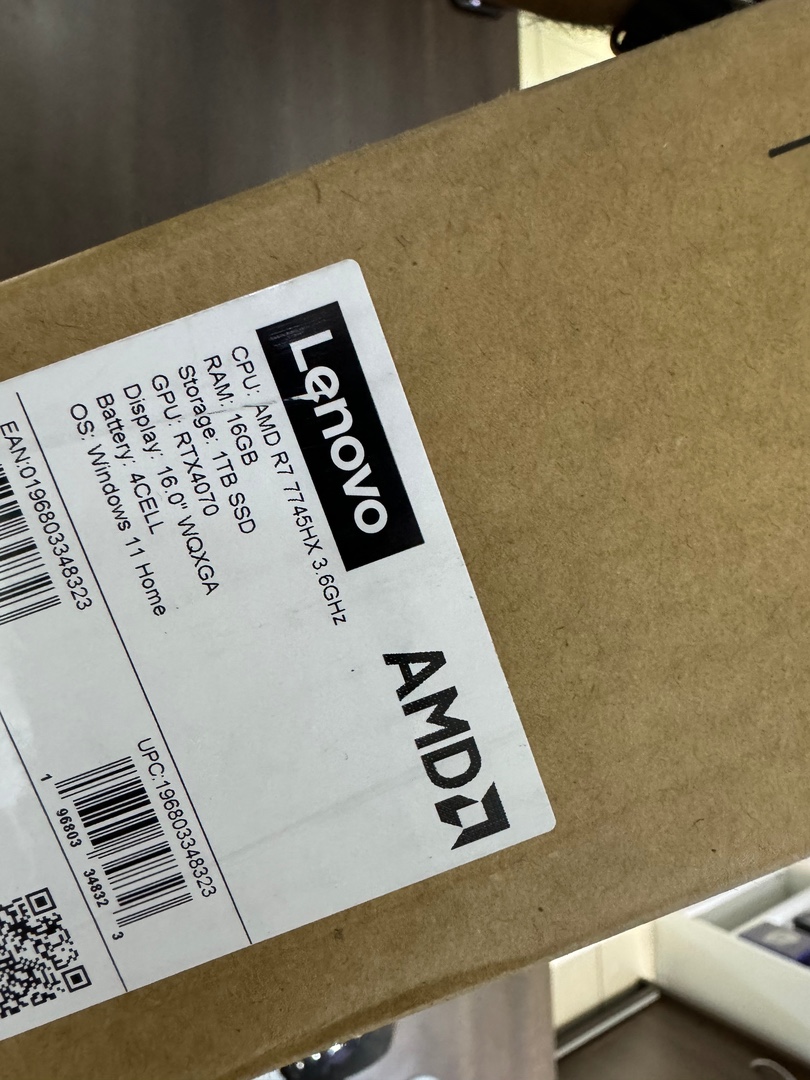 Lenovo
AMD
CPU: AMD R7 7745HX 3.6GHz
RAM: 16GB
Storage: 1TB SSD
GPU: RTX4070
Display: 16.0" WQXGA
Battery: 4CELL
OS: Windows 11 Home
EAN:0196803348323
UPC:196803348323
1 96803 34832 3